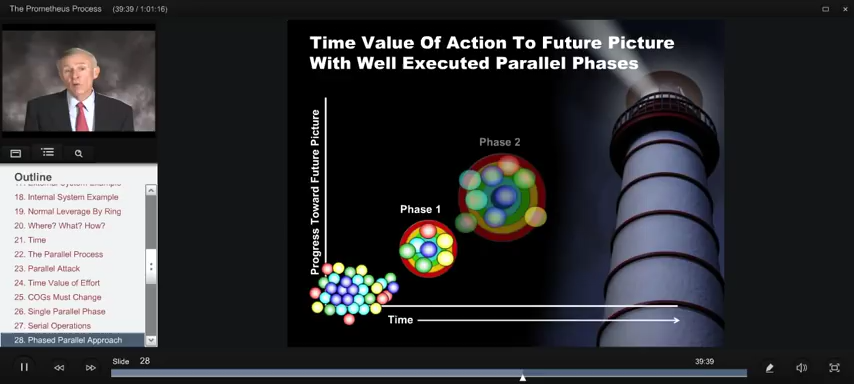 The Prometheus Process
(39:39 / 1:01:16)
Outline
18. Internal System Example
19. Normal Leverage By Ring
20. Where? What? How?
21. Time
22. The Parallel Process
23. Parallel Attack
24. Time Value of Effort
25. COGs Must Change
26. Single Parallel Phase
27. Serial Operations
28. Phased Parallel Approach
Time Value Of Action To Future Picture
With Well Executed Parallel Phases
Progress Toward Future Picture
Phase 2
Phase 1
Time
Slide 28
39:39